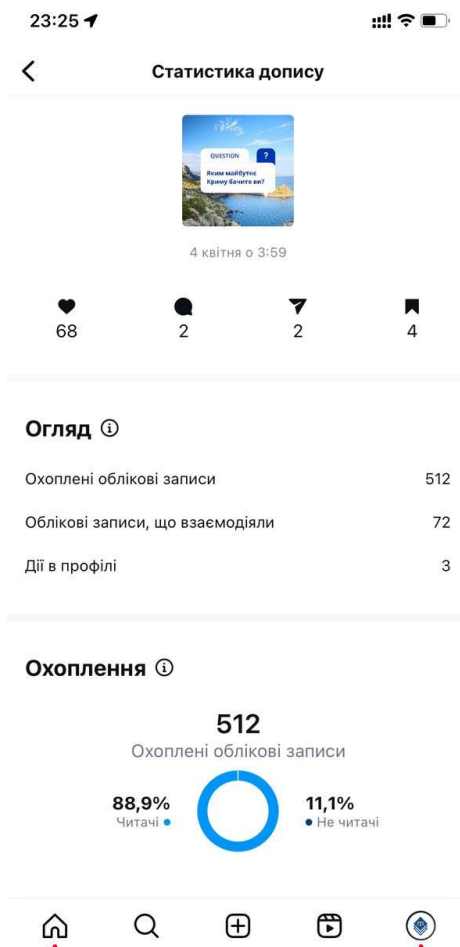 23:25
Статистика допису
QUESTION ?
Яким майбутнє
Криму бачите ви?
4 квітня о 3:59
68 2 2 4
Огляд
Охоплені облікові записи 512
Облікові записи, що взаємодіяли 72
Дії в профілі 3
Охоплення
512
Охоплені облікові записи
88,9% 11,1%
Читачі Не читачі